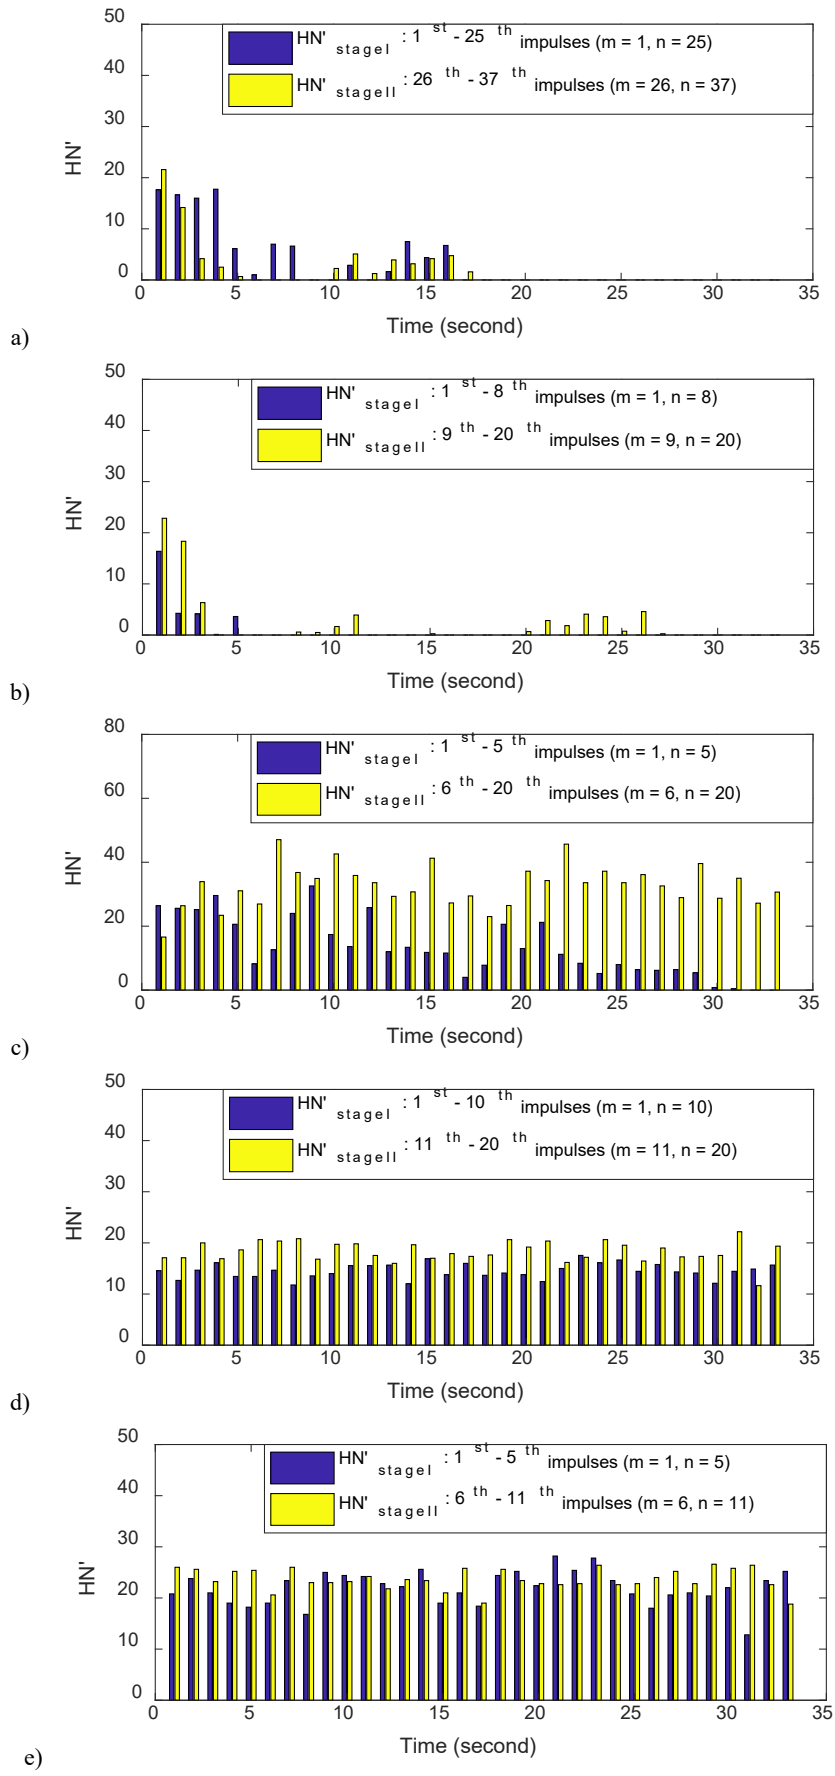 50
40
30
20
10
0
HN'
HN' stageI : 1 st - 25 th impulses (m = 1, n = 25)
HN' stageII : 26 th - 37 th impulses (m = 26, n = 37)
0 5 10 15 20 25 30 35
Time (second)
a)
50
40
30
20
10
0
HN'
HN' stageI : 1 st - 8 th impulses (m = 1, n = 8)
HN' stageII : 9 th - 20 th impulses (m = 9, n = 20)
0 5 10 15 20 25 30 35
Time (second)
b)
80
60
40
20
0
HN'
HN' stageI : 1 st - 5 th impulses (m = 1, n = 5)
HN' stageII : 6 th - 20 th impulses (m = 6, n = 20)
0 5 10 15 20 25 30 35
Time (second)
c)
50
40
30
20
10
0
HN'
HN' stageI : 1 st - 10 th impulses (m = 1, n = 10)
HN' stageII : 11 th - 20 th impulses (m = 11, n = 20)
0 5 10 15 20 25 30 35
Time (second)
d)
50
40
30
20
10
0
HN'
HN' stageI : 1 st - 5 th impulses (m = 1, n = 5)
HN' stageII : 6 th - 11 th impulses (m = 6, n = 11)
0 5 10 15 20 25 30 35
Time (second)
e)